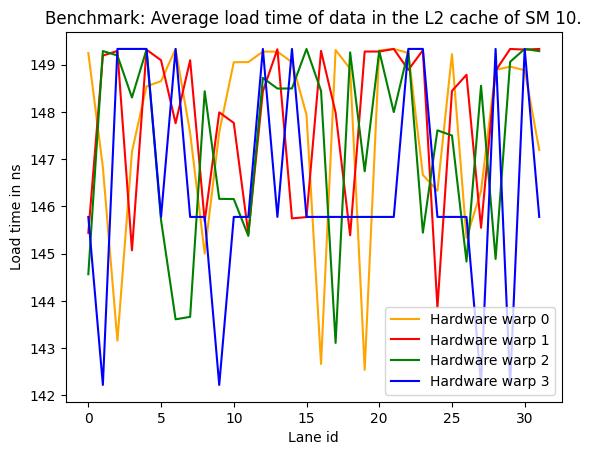 Benchmark: Average load time of data in the L2 cache of SM 10.
Load time in ns
149
148
147
146
145
144
143
142
Hardware warp 0
Hardware warp 1
Hardware warp 2
Hardware warp 3
0 5 10 15 20 25 30
Lane id